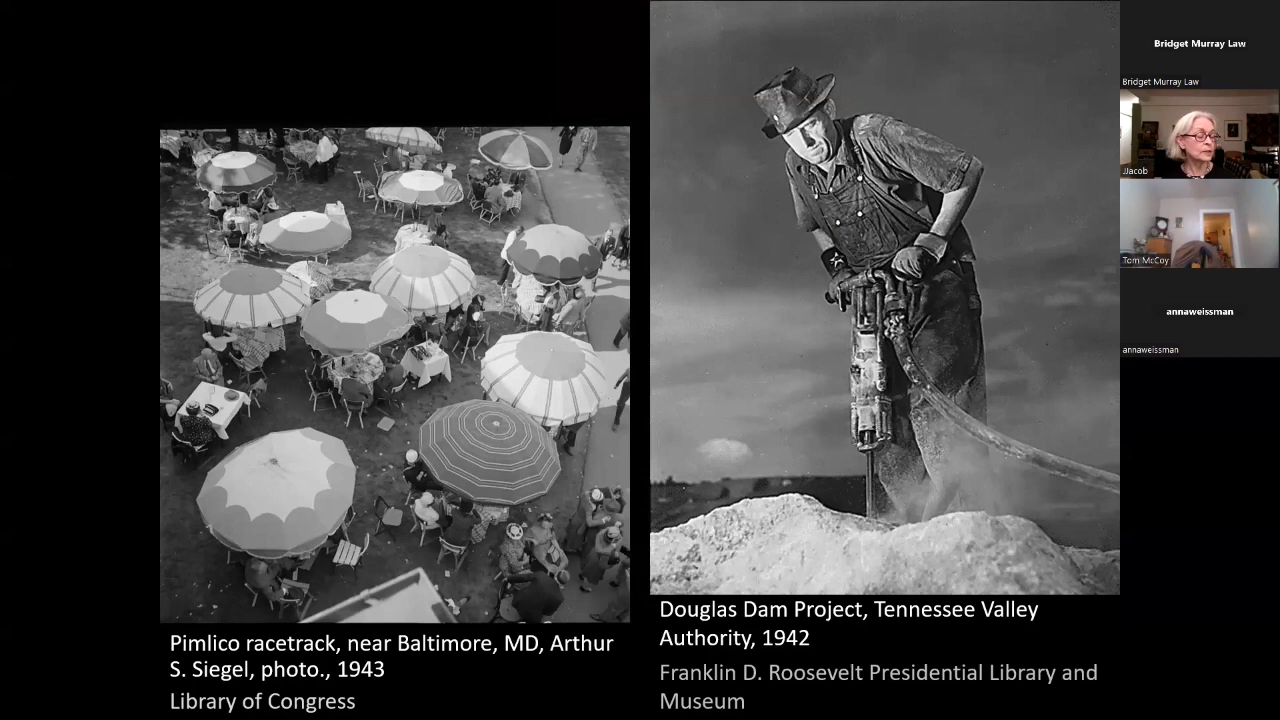 Pimlico racetrack, near Baltimore, MD, Arthur
S. Siegel, photo., 1943
Library of Congress
Douglas Dam Project, Tennessee Valley
Authority, 1942
Franklin D. Roosevelt Presidential Library and
Museum
Bridget Murray Law
Bridget Murray Law
JJacob
Tom McCoy
annaweissman
annaweissman